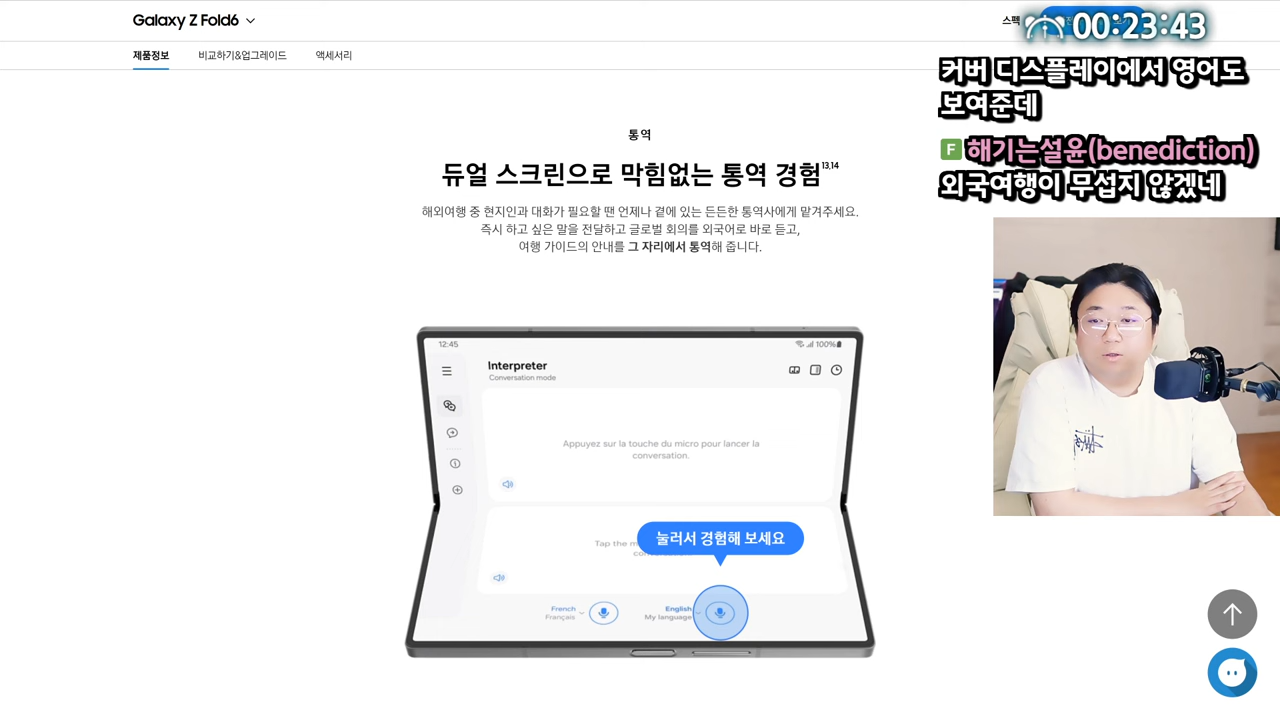 Galaxy Z Fold6
스펙
00:23:43
제품정보
비교하기&업그레이드
액세서리
커버 디스플레이에서 영어도
보여준데
F 해기는설윤(benediction)
외국여행이 무섭지 않겠네
통역
듀얼 스크린으로 막힘없는 통역 경험13,14
해외여행 중 현지인과 대화가 필요할 땐 언제나 곁에 있는 든든한 통역사에게 맡겨주세요.
즉시 하고 싶은 말을 전달하고 글로벌 회의를 외국어로 바로 듣고,
여행 가이드의 안내를 그 자리에서 통역해 줍니다.
12:45
100%
Interpreter
Conversation mode
Appuyez sur la touche du micro pour lancer la
conversation.
눌러서 경험해 보세요
Tap the
French
Français
English
My language